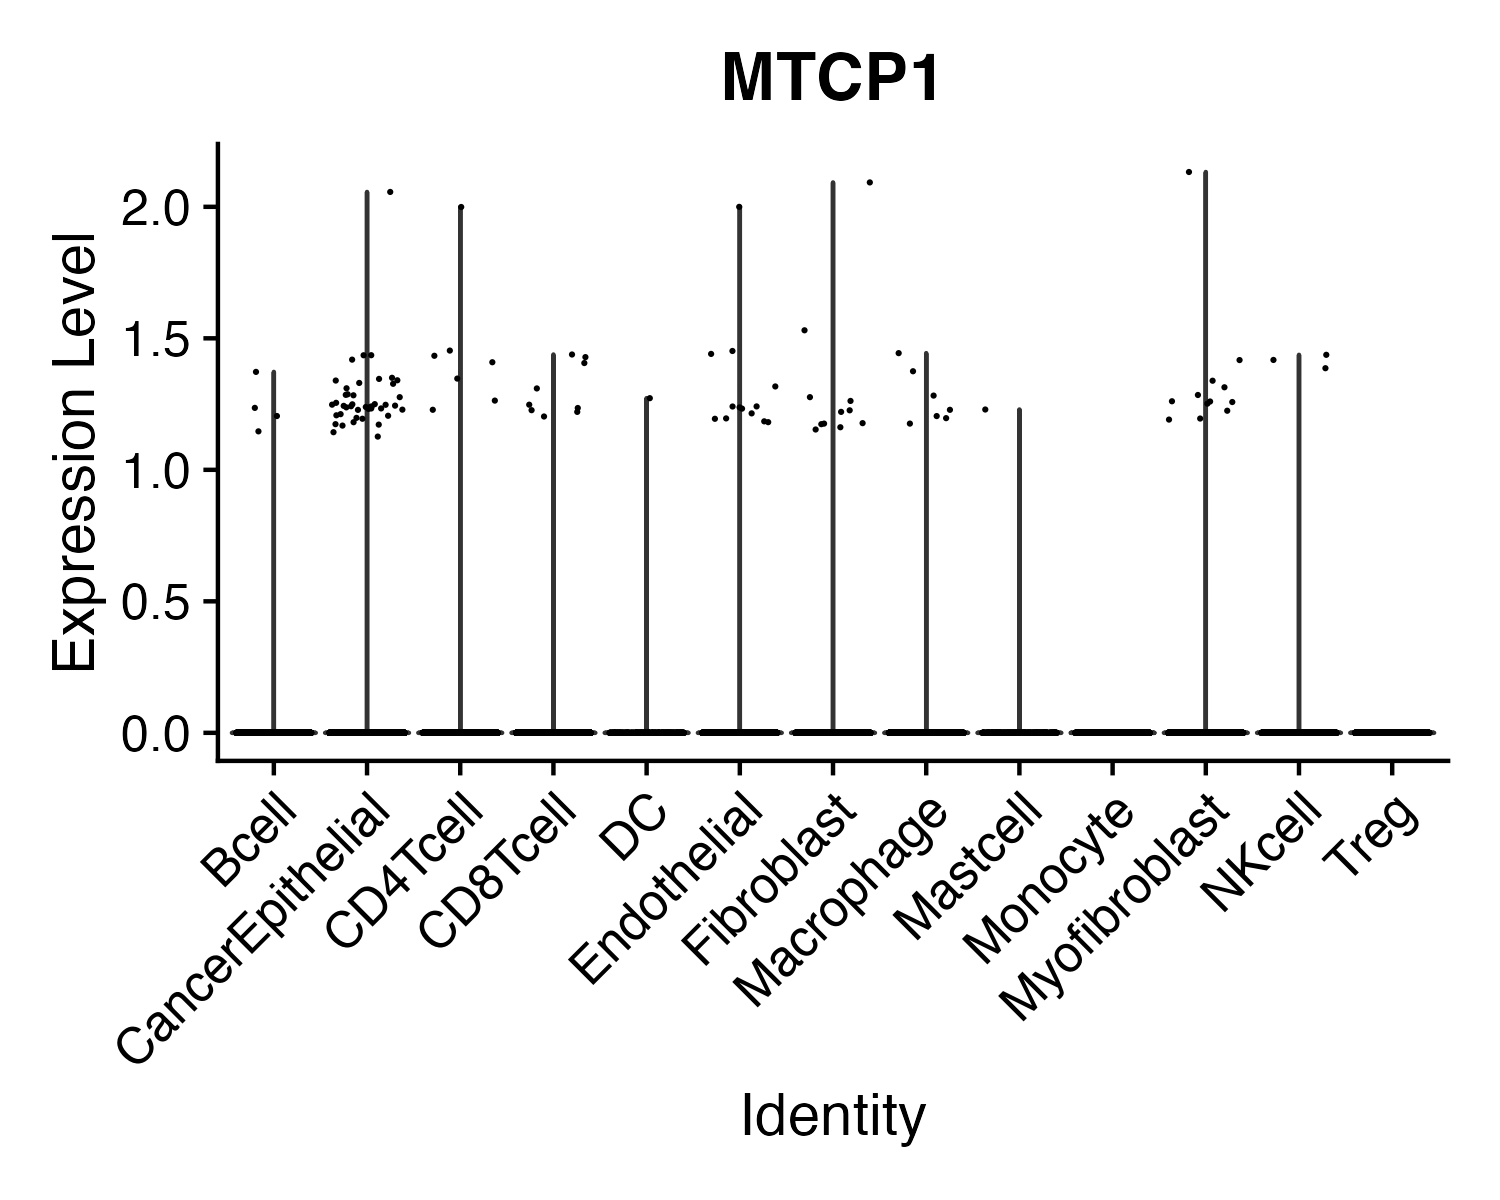 MTCP1
Expression Level
2.0
1.5
1.0
0.5
0.0
Bcell
CancerEpithelial
CD4Tcell
CD8Tcell
DC
Endothelial
Fibroblast
Macrophage
Mastcell
Monocyte
Myofibroblast
NKcell
Treg
Identity